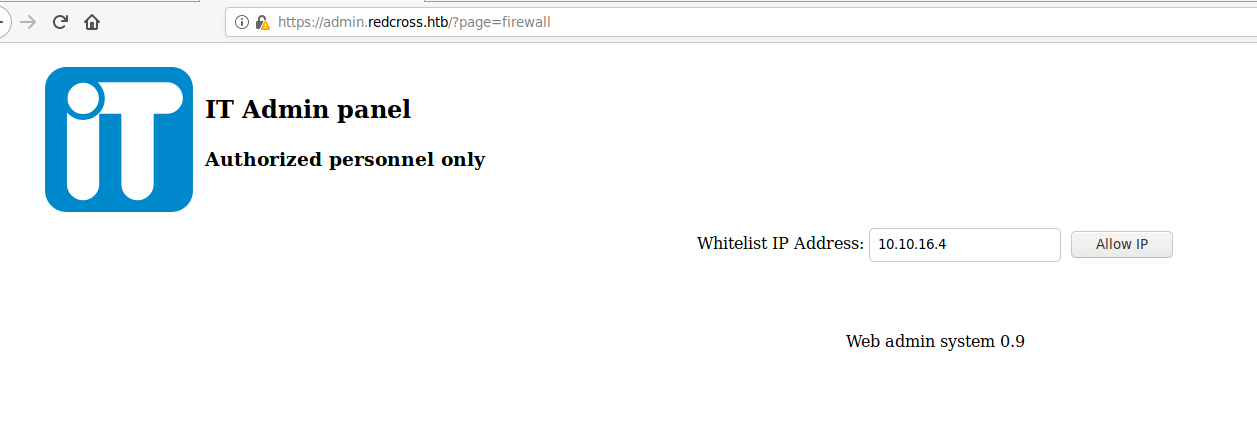 https://admin.redcross.htb/?page=firewall
iT
IT Admin panel
Authorized personnel only
Whitelist IP Address: 10.10.16.4 Allow IP
Web admin system 0.9